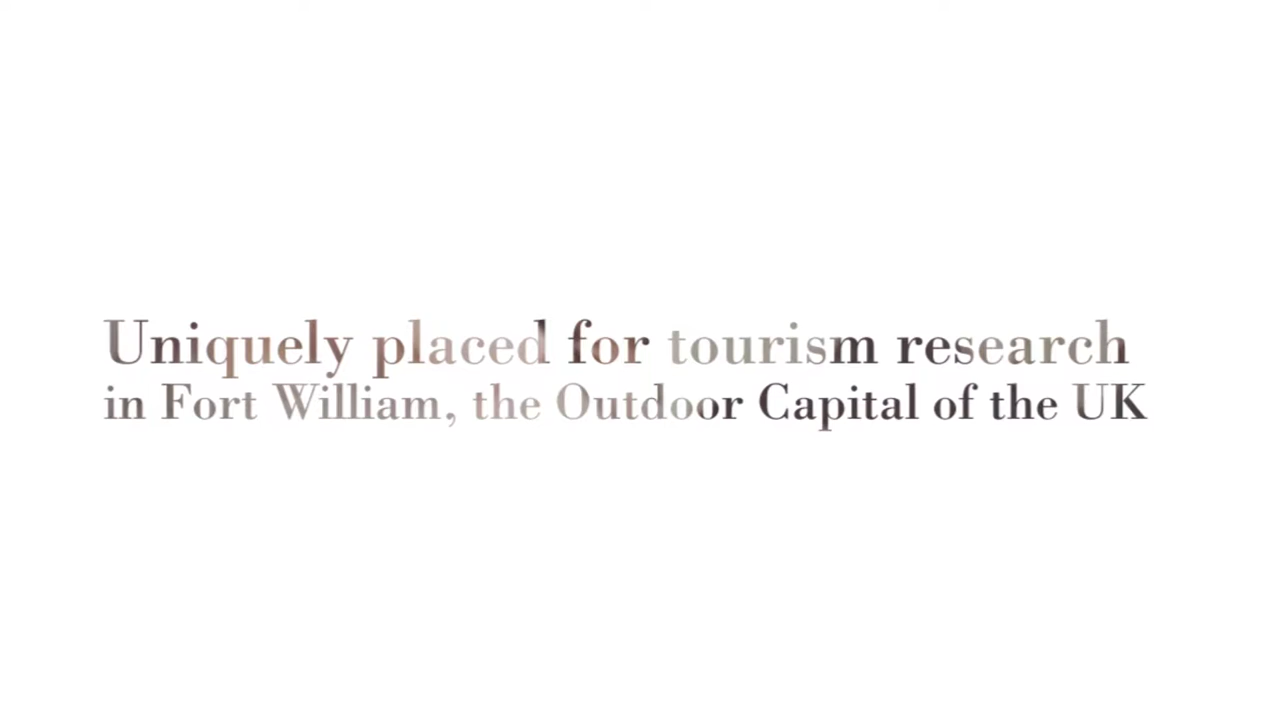 Uniquely placed for tourism research
in Fort William, the Outdoor Capital of the UK